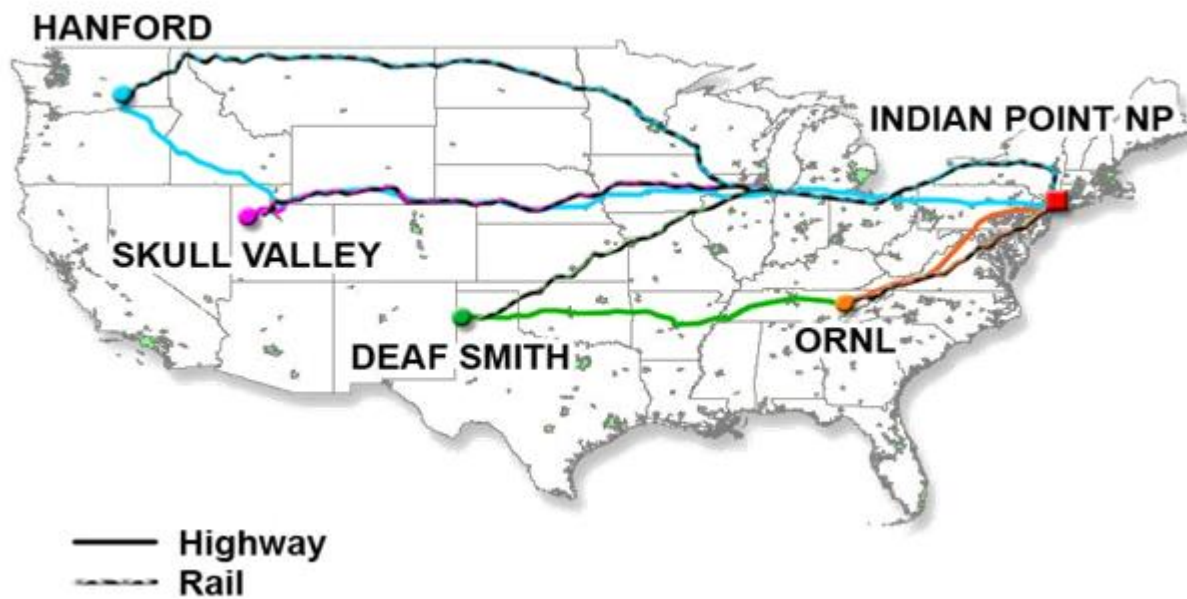 HANFORD
INDIAN POINT NP
SKULL VALLEY
DEAF SMITH
ORNL
Highway
Rail